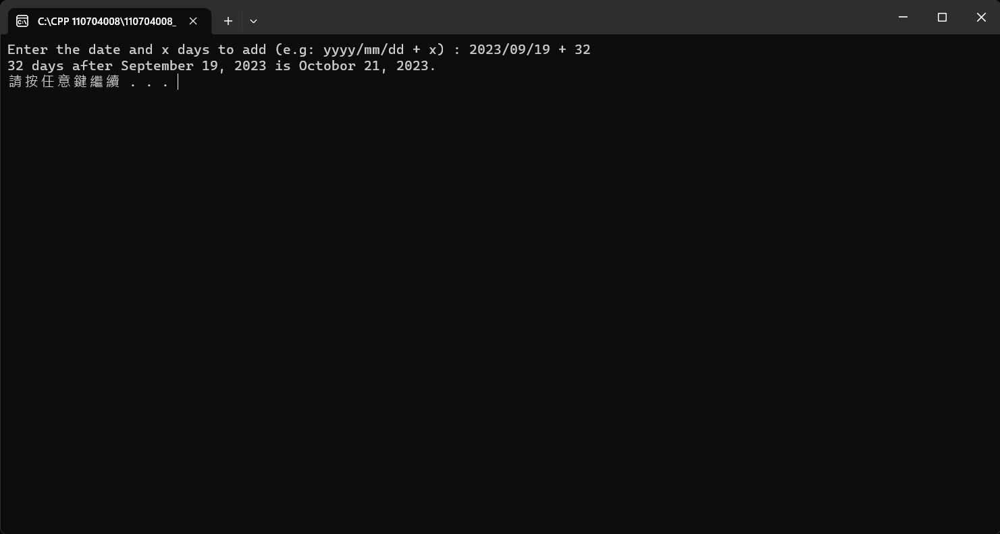 C:\CPP 110704008\110704008_
Enter the date and x days to add (e.g: yyyy/mm/dd + x) : 2023/09/19 + 32
32 days after September 19, 2023 is Octobor 21, 2023.
請按任意鍵繼續 . . .